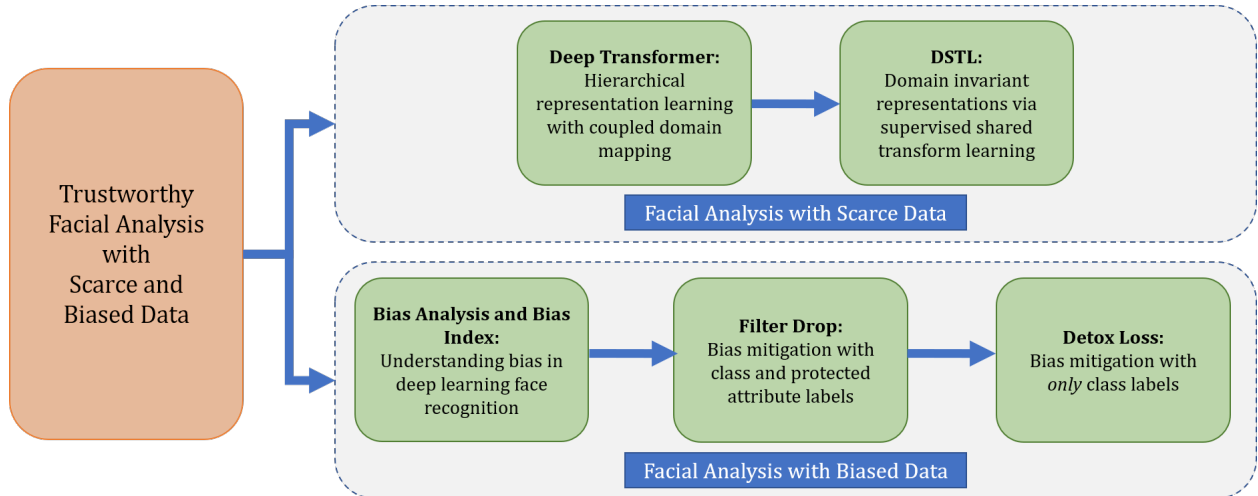 Trustworthy
Facial Analysis
with
Scarce and
Biased Data
Deep Transformer:
Hierarchical
representation learning
with coupled domain
mapping
DSTL:
Domain invariant
representations via
supervised shared
transform learning
Facial Analysis with Scarce Data
Bias Analysis and Bias
Index:
Understanding bias in
deep learning face
recognition
Filter Drop:
Bias mitigation with
class and protected
attribute labels
Detox Loss:
Bias mitigation with
only class labels
Facial Analysis with Biased Data